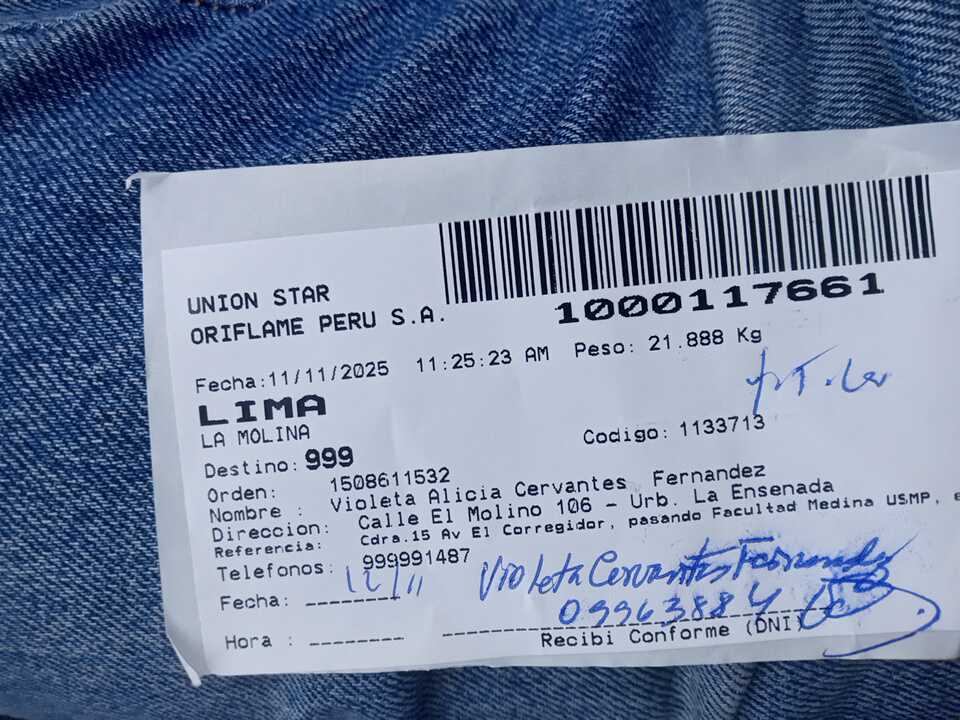 UNION STAR
ORIFLAME PERU S.A.
1000117661
Fecha:11/11/2025 11:25:23 AM Peso: 21.888 Kg
LIMA
LA MOLINA
Codigo: 1133713
Destino: 999
Orden: 1508611532
Nombre : Violeta Alicia Cervantes Fernandez
Direccion: Calle El Molino 106 - Urb. La Ensenada
Referencia: Cdra.15 Av El Corregidor, pasando Facultad Medina USMP, e
Telefonos: 999991487
Fecha: 12/11 Violeta Cervantes Fernandez
09963884
Hora :
Recibi Conforme (DNI)